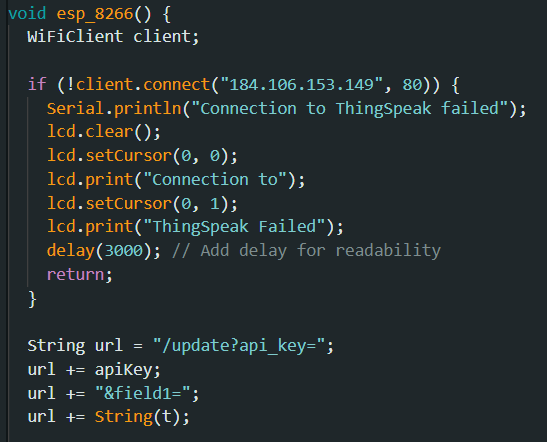 void esp_8266() {
  WiFiClient client;

  if (!client.connect("184.106.153.149", 80)) {
    Serial.println("Connection to ThingSpeak failed");
    lcd.clear();
    lcd.setCursor(0, 0);
    lcd.print("Connection to");
    lcd.setCursor(0, 1);
    lcd.print("ThingSpeak Failed");
    delay(3000); // Add delay for readability
    return;
  }

  String url = "/update?api_key=";
  url += apiKey;
  url += "&field1=";
  url += String(t);